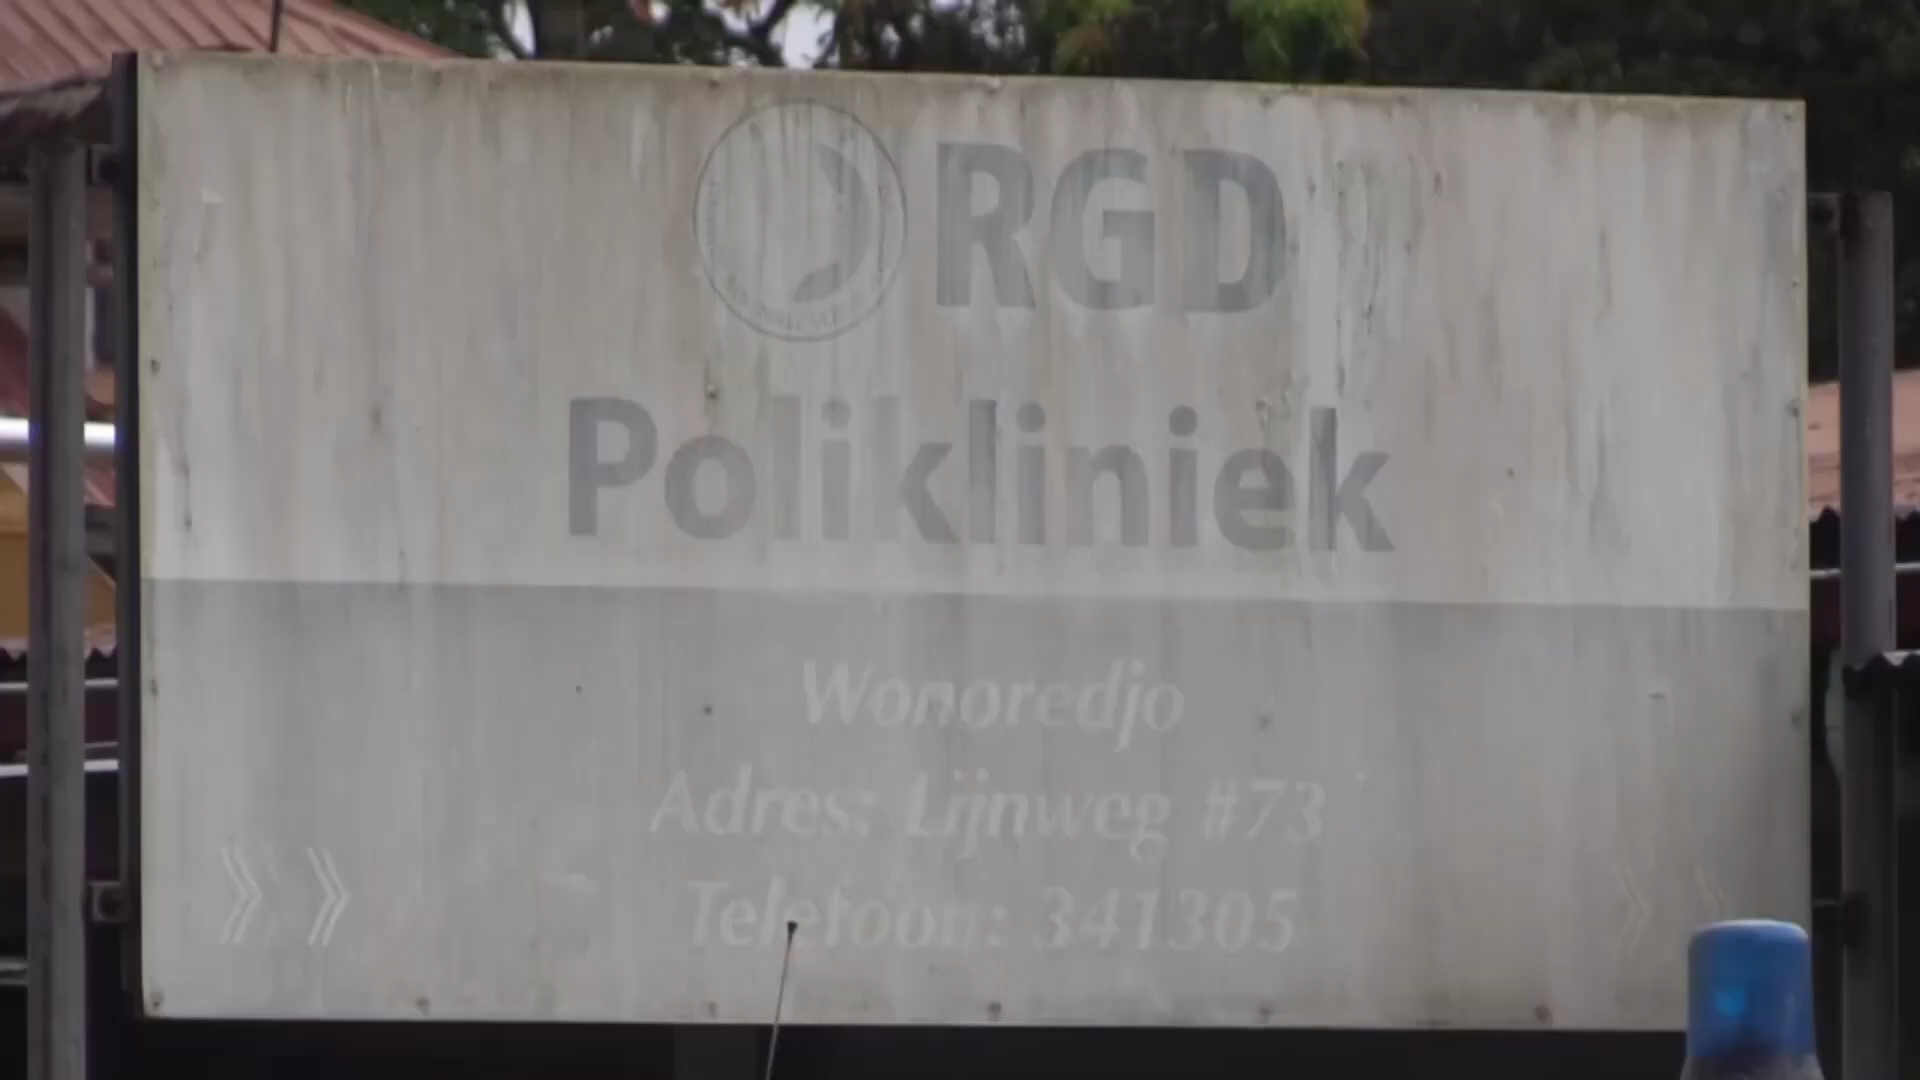 RGD
Polikliniek
Wonoredjo
Adres: Lijnweg #73
Telefoon: 341305